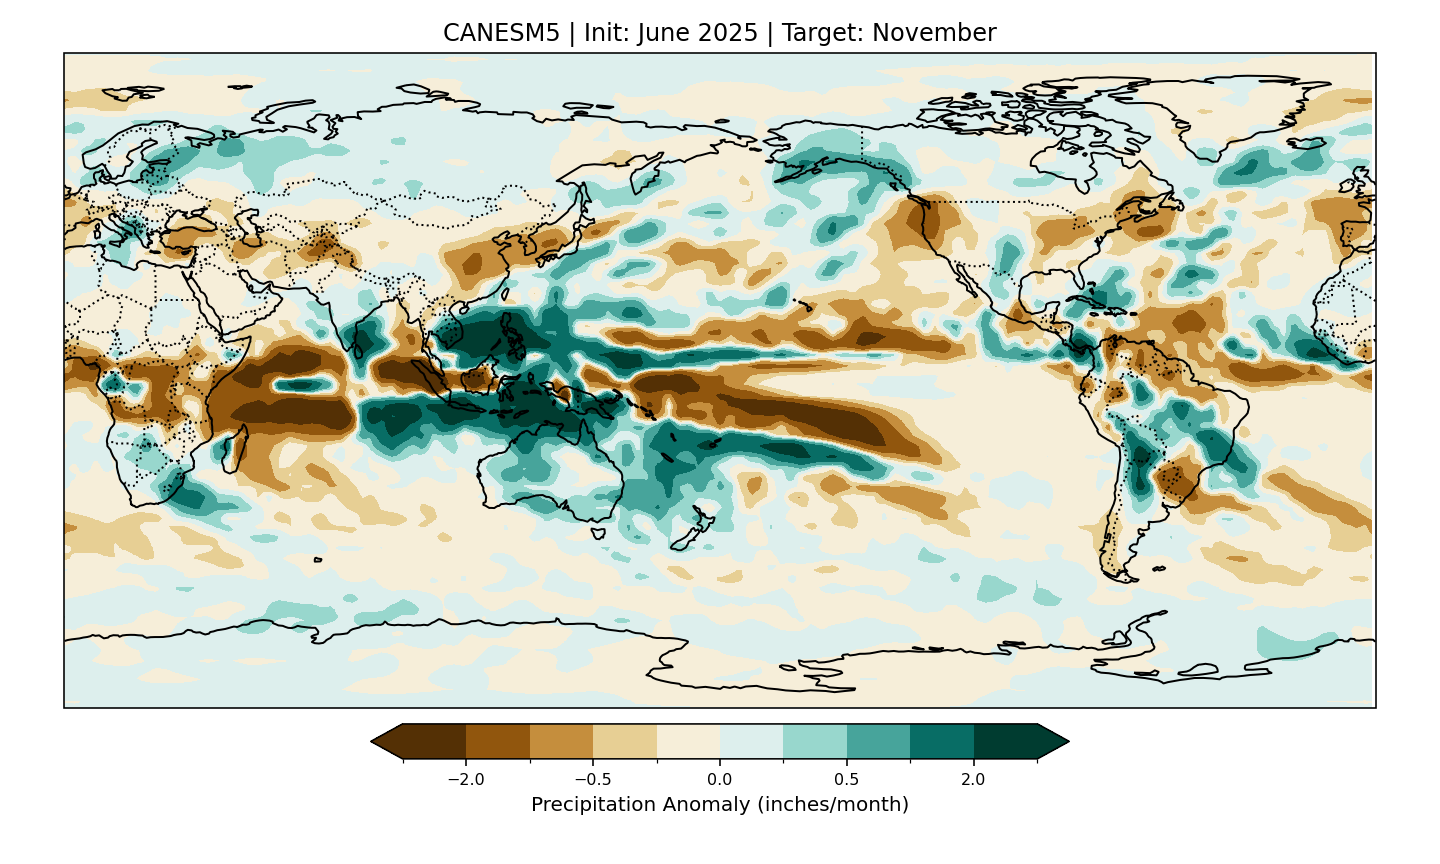 CANESM5 | Init: June 2025 | Target: November
−2.0 −0.5 0.0 0.5 2.0
Precipitation Anomaly (inches/month)